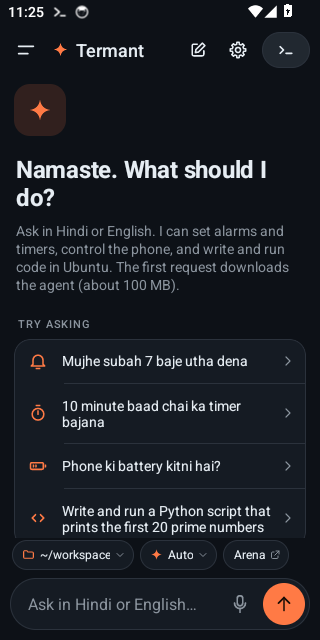 11:25
Termant
Namaste. What should I
do?
Ask in Hindi or English. I can set alarms and
timers, control the phone, and write and run
code in Ubuntu. The first request downloads
the agent (about 100 MB).
TRY ASKING
Mujhe subah 7 baje utha dena
10 minute baad chai ka timer
bajana
Phone ki battery kitni hai?
Write and run a Python script that
prints the first 20 prime numbers
~/workspace Auto Arena
Ask in Hindi or English...